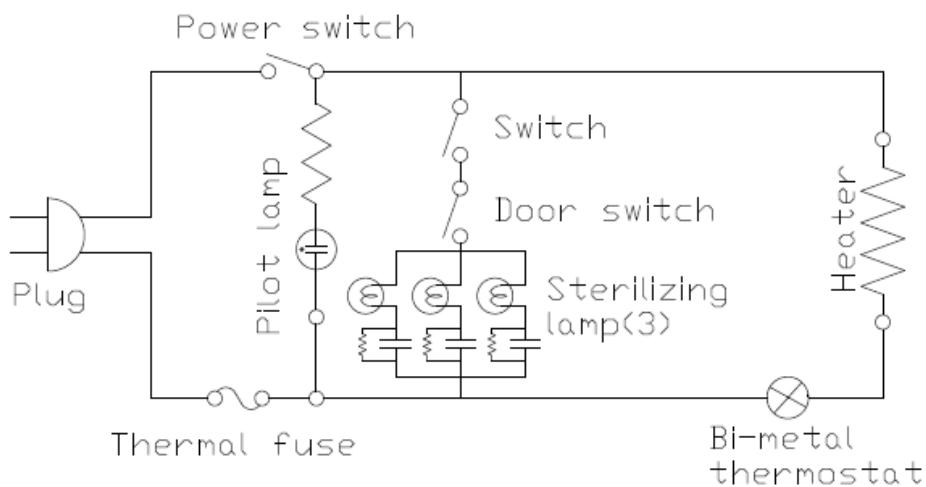 Power switch
Switch
Door switch
Pilot lamp
Heater
Plug
Sterilizing
lamp(3)
Thermal fuse
Bi-metal
thermostat